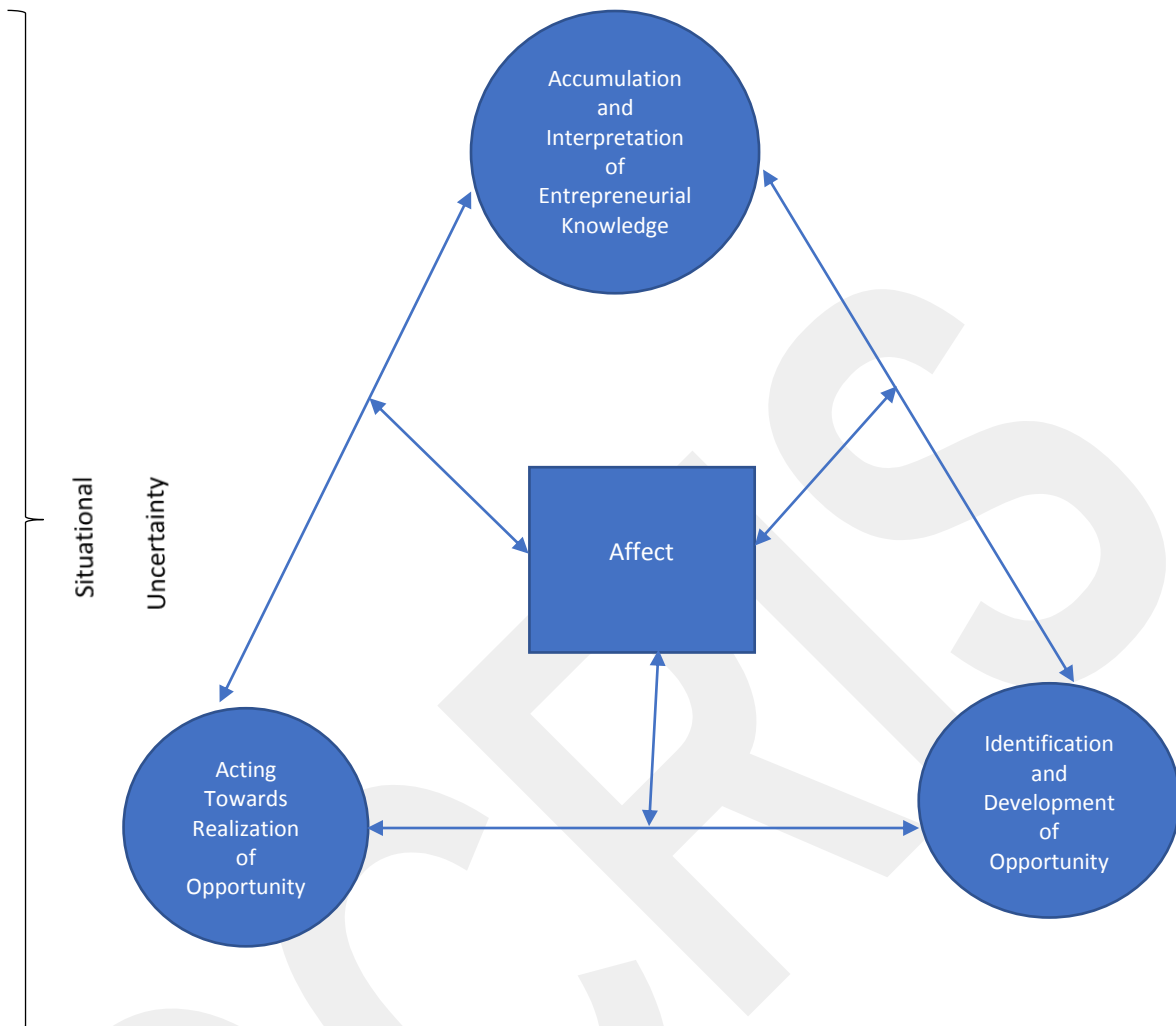 Accumulation
and
Interpretation
of
Entrepreneurial
Knowledge
Situational
Uncertainty
Affect
Acting
Towards
Realization
of
Opportunity
Identification
and
Development
of
Opportunity
CRIS